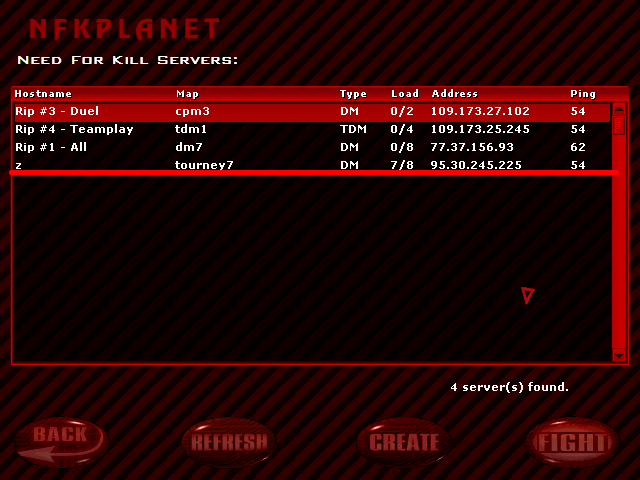 NFKPLANET
NEED FOR KILL SERVERS:
Hostname Map Type Load Address Ping
Rip #3 - Duel cpm3 DM 0/2 109.173.27.102 54
Rip #4 - Teamplay tdm1 TDM 0/4 109.173.25.245 54
Rip #1 - All dm7 DM 0/8 77.37.156.93 62
z tourney7 DM 7/8 95.30.245.225 54
4 server(s) found.
BACK REFRESH CREATE FIGHT